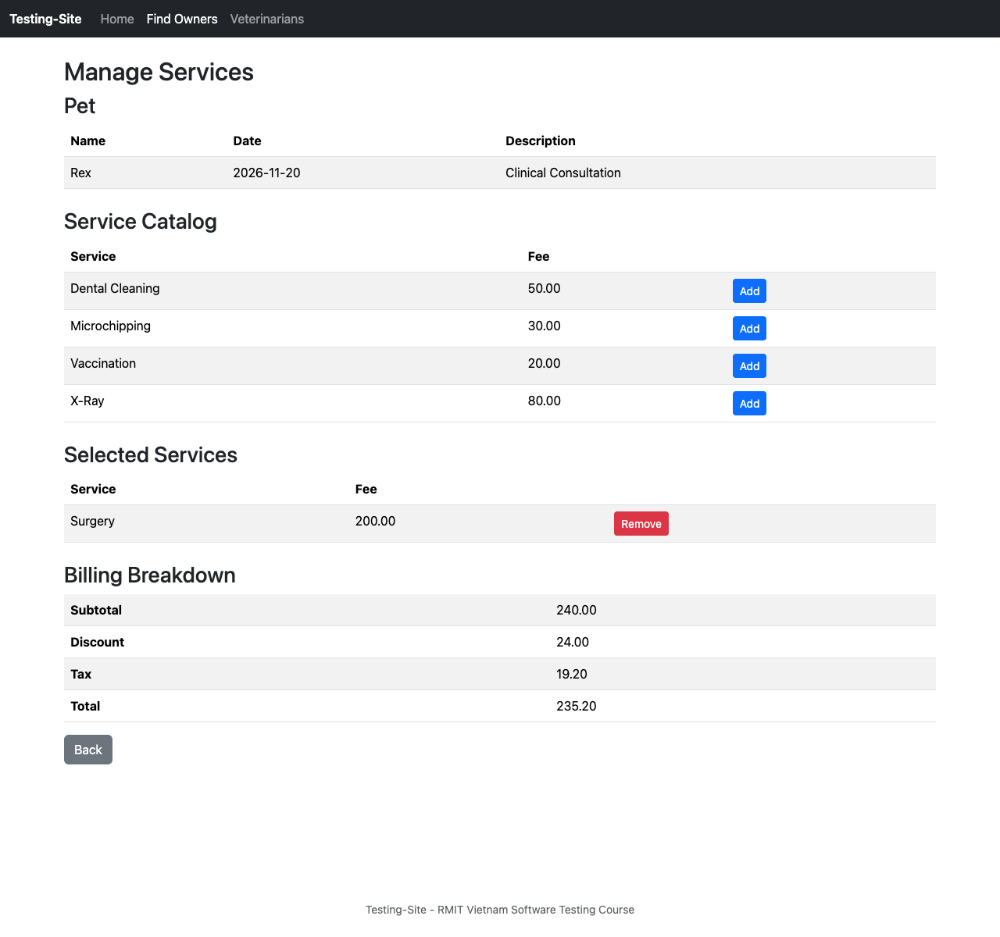 Testing-Site Home Find Owners Veterinarians
Manage Services
Pet
Name Date Description
Rex 2026-11-20 Clinical Consultation
Service Catalog
Service Fee
Dental Cleaning 50.00 Add
Microchipping 30.00 Add
Vaccination 20.00 Add
X-Ray 80.00 Add
Selected Services
Service Fee
Surgery 200.00 Remove
Billing Breakdown
Subtotal 240.00
Discount 24.00
Tax 19.20
Total 235.20
Back
Testing-Site - RMIT Vietnam Software Testing Course